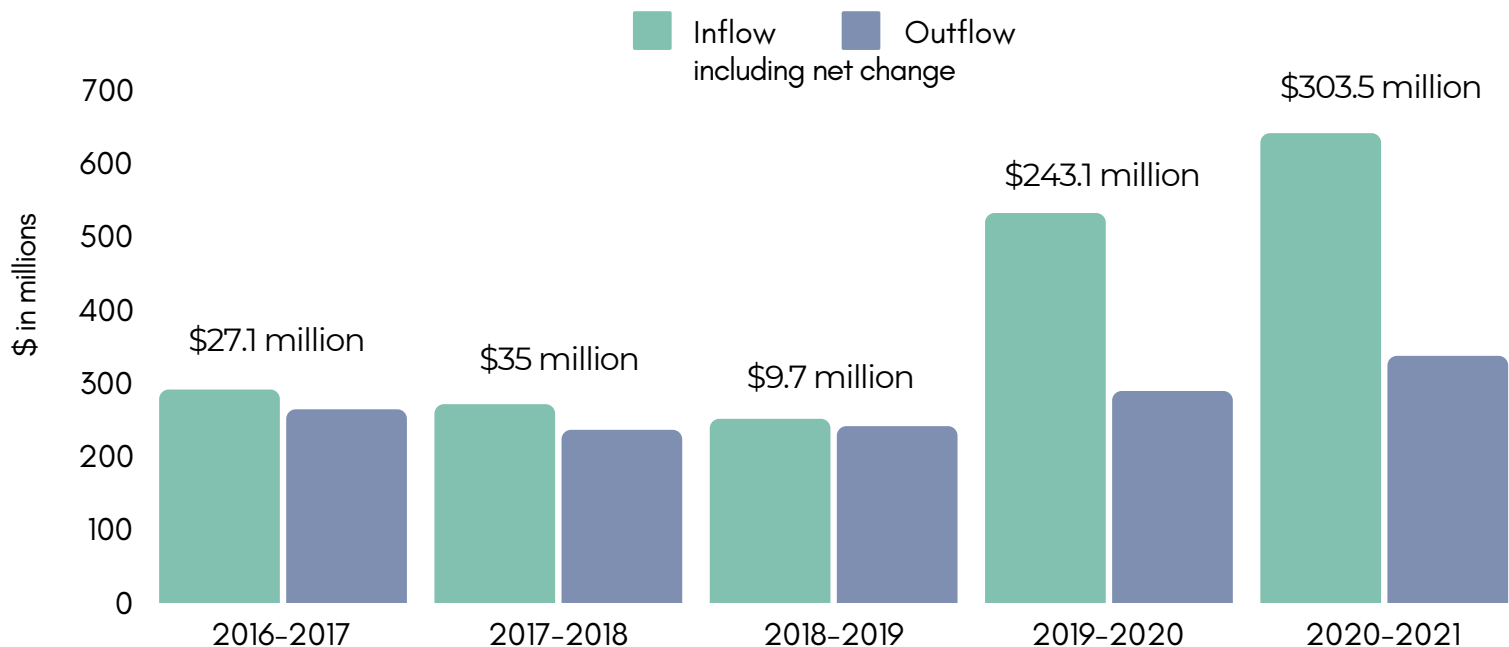 Inflow Outflow
including net change
700
600
500
400
300
200
100
0
$ in millions
$27.1 million
$35 million
$9.7 million
$243.1 million
$303.5 million
2016-2017
2017-2018
2018-2019
2019-2020
2020-2021